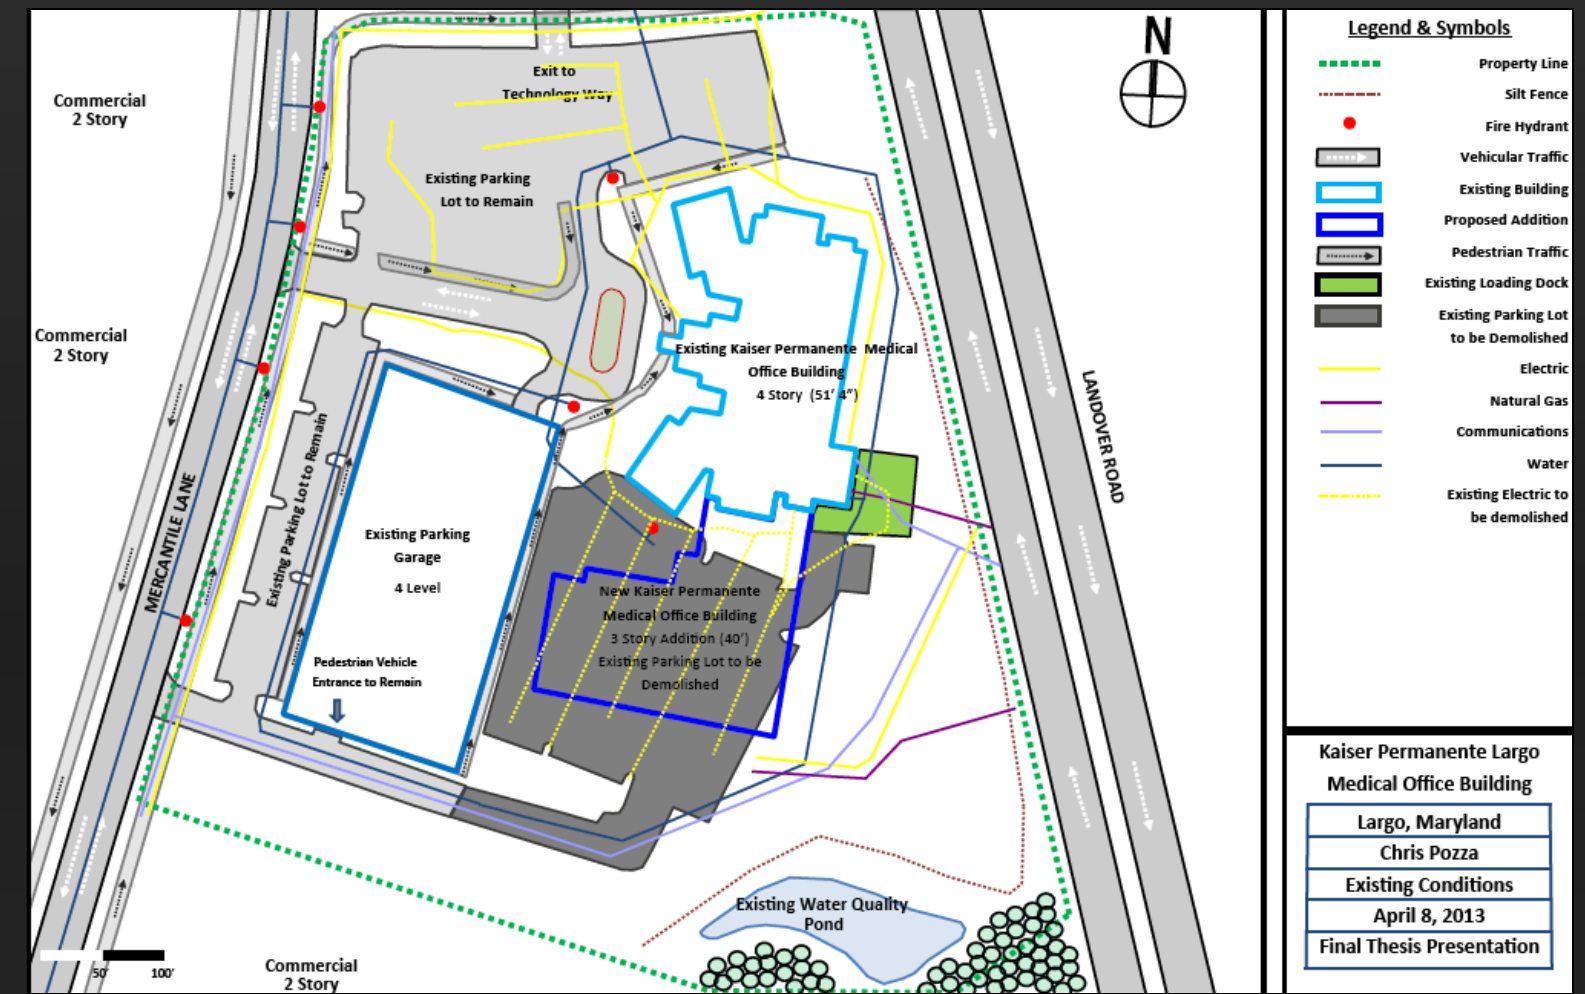 Commercial
2 Story
Exit to
Technology Way
N
Existing Parking
Lot to Remain
Commercial
2 Story
Existing Kaiser Permanente Medical
Office Building
4 Story (51' 4")
LANDOVER ROAD
MERCANTILE LANE
Existing Parking Lot to Remain
Existing Parking
Garage
4 Level
New Kaiser Permanente
Medical Office Building
3 Story Addition (40')
Existing Parking Lot to be
Demolished
Pedestrian Vehicle
Entrance to Remain
Existing Water Quality
Pond
50'
100'
Commercial
2 Story
Legend & Symbols
Property Line
Silt Fence
Fire Hydrant
Vehicular Traffic
Existing Building
Proposed Addition
Pedestrian Traffic
Existing Loading Dock
Existing Parking Lot
to be Demolished
Electric
Natural Gas
Communications
Water
Existing Electric to
be demolished
Kaiser Permanente Largo
Medical Office Building
Largo, Maryland
Chris Pozza
Existing Conditions
April 8, 2013
Final Thesis Presentation